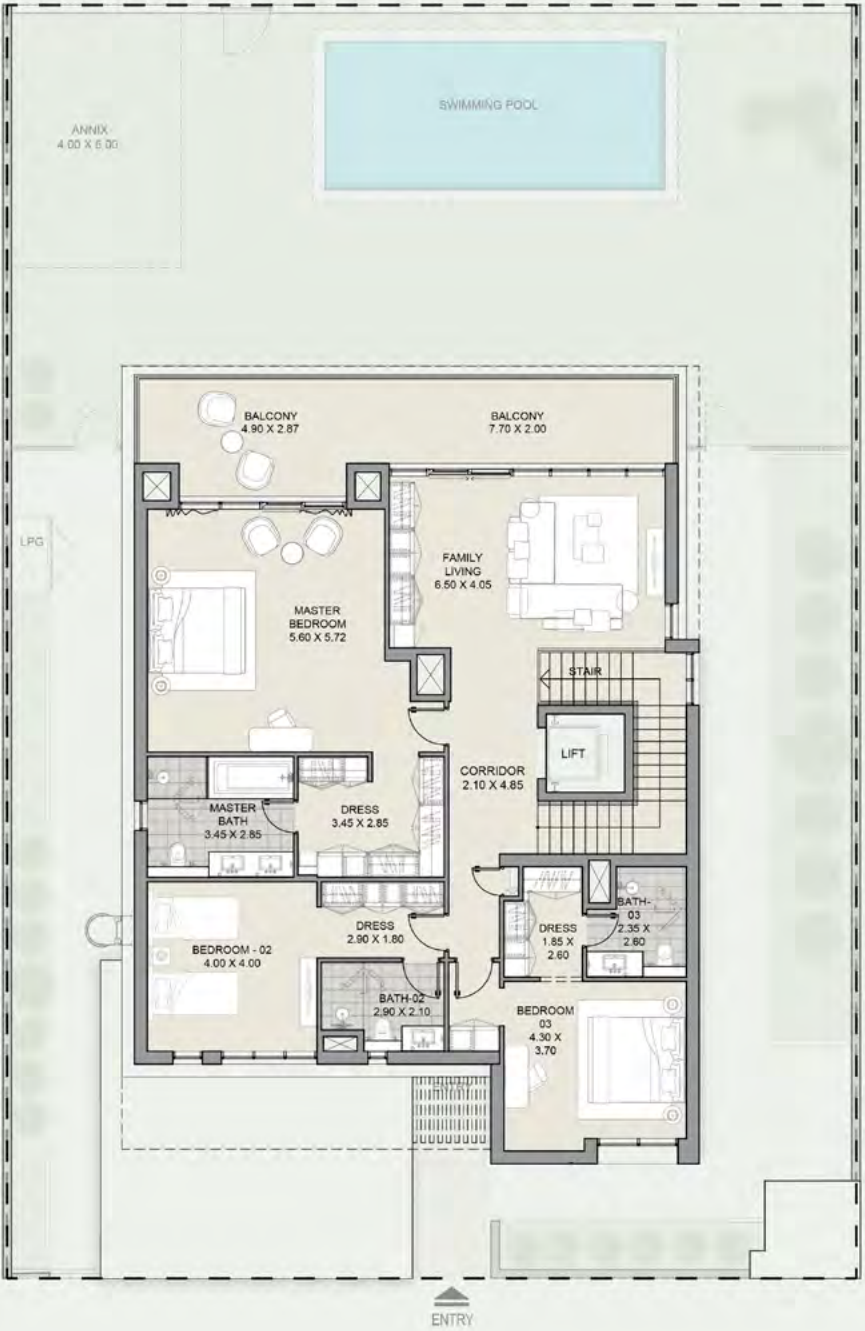 SWIMMING POOL
ANNIX
4.00 X 6.00
BALCONY
4.90 X 2.87
BALCONY
7.70 X 2.00
LPG
FAMILY
LIVING
6.50 X 4.05
MASTER
BEDROOM
5.60 X 5.72
STAIR
LIFT
CORRIDOR
2.10 X 4.85
MASTER
BATH
3.45 X 2.85
DRESS
3.45 X 2.85
DRESS
2.90 X 1.80
BEDROOM - 02
4.00 X 4.00
BATH-02
2.90 X 2.10
DRESS
1.85 X
2.60
BATH-
03
2.35 X
2.60
BEDROOM
03
4.30 X
3.70
ENTRY
ENTRY